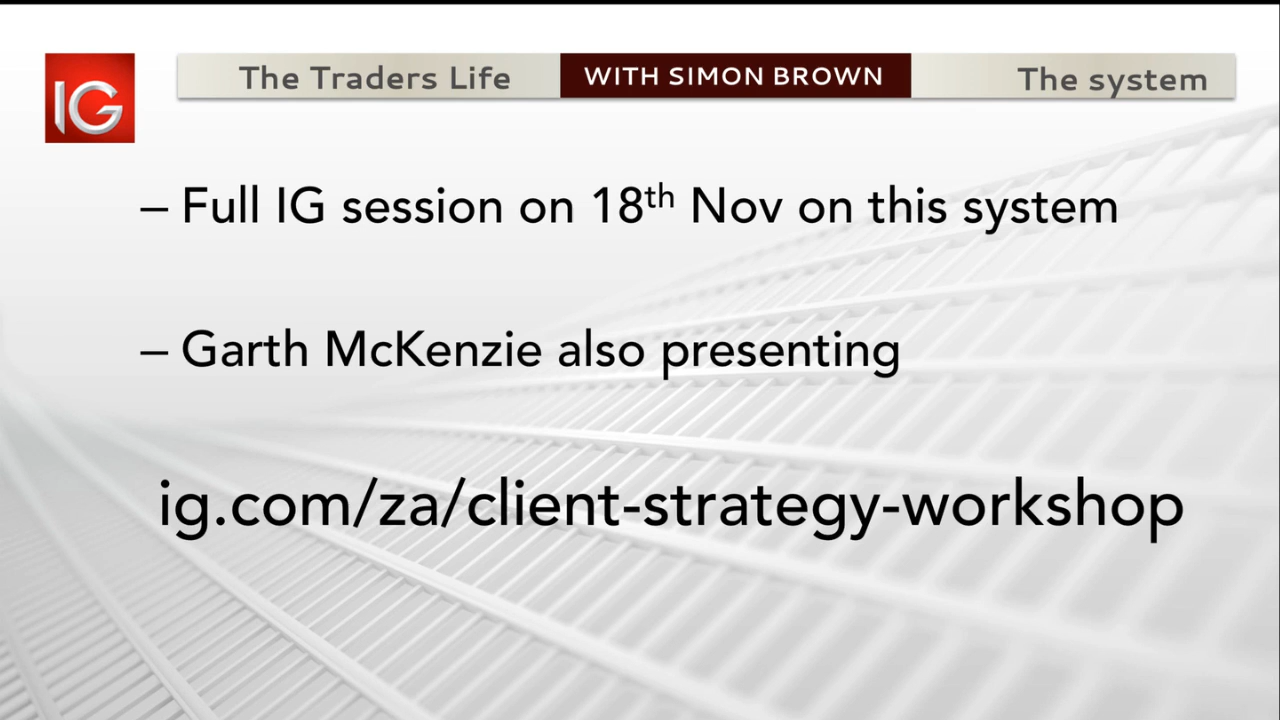 IG
The Traders Life WITH SIMON BROWN The system
– Full IG session on 18th Nov on this system
– Garth McKenzie also presenting
ig.com/za/client-strategy-workshop